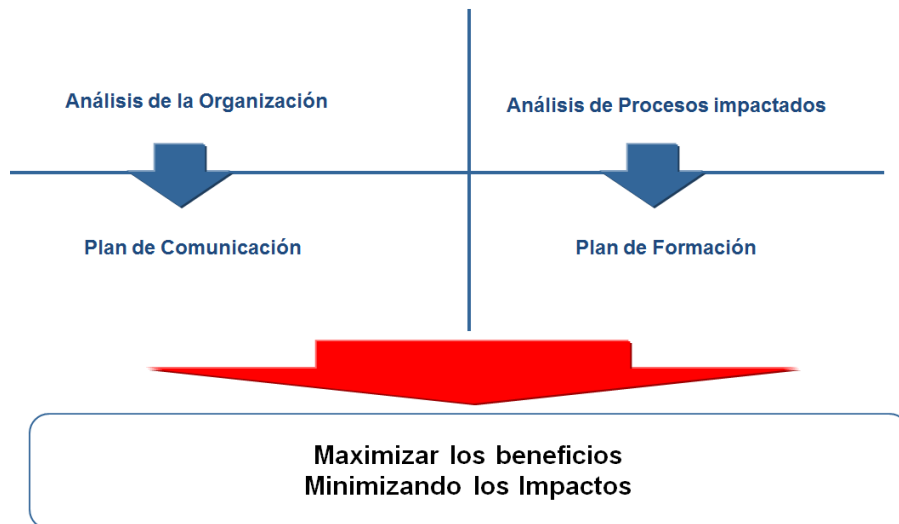 Análisis de la Organización
Análisis de Procesos impactados
Plan de Comunicación
Plan de Formación
Maximizar los beneficios
Minimizando los Impactos